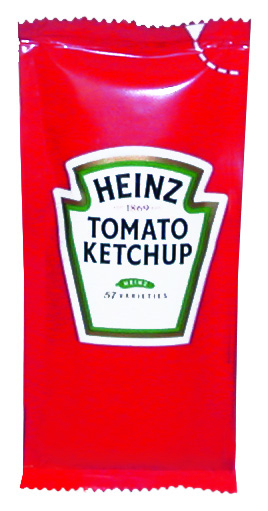 HEINZ
1869
TOMATO
KETCHUP
HEINZ
57 VARIETIES